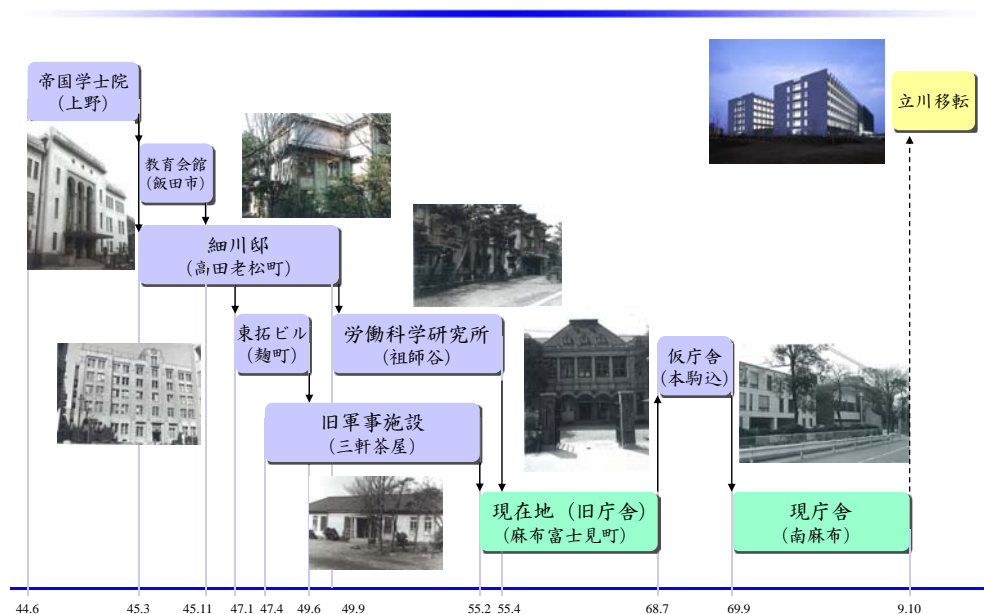 帝国学士院
(上野)
立川移転
教育会館
(飯田市)
細川邸
(高田老松町)
東拓ビル
(麹町)
労働科学研究所
(祖師谷)
仮庁舎
(本駒込)
旧軍事施設
(三軒茶屋)
現在地（旧庁舎)
(麻布富士見町)
現庁舎
(南麻布)
44.6 45.3 45.11 47.1 47.4 49.6 49.9 55.2 55.4 68.7 69.9 9.10